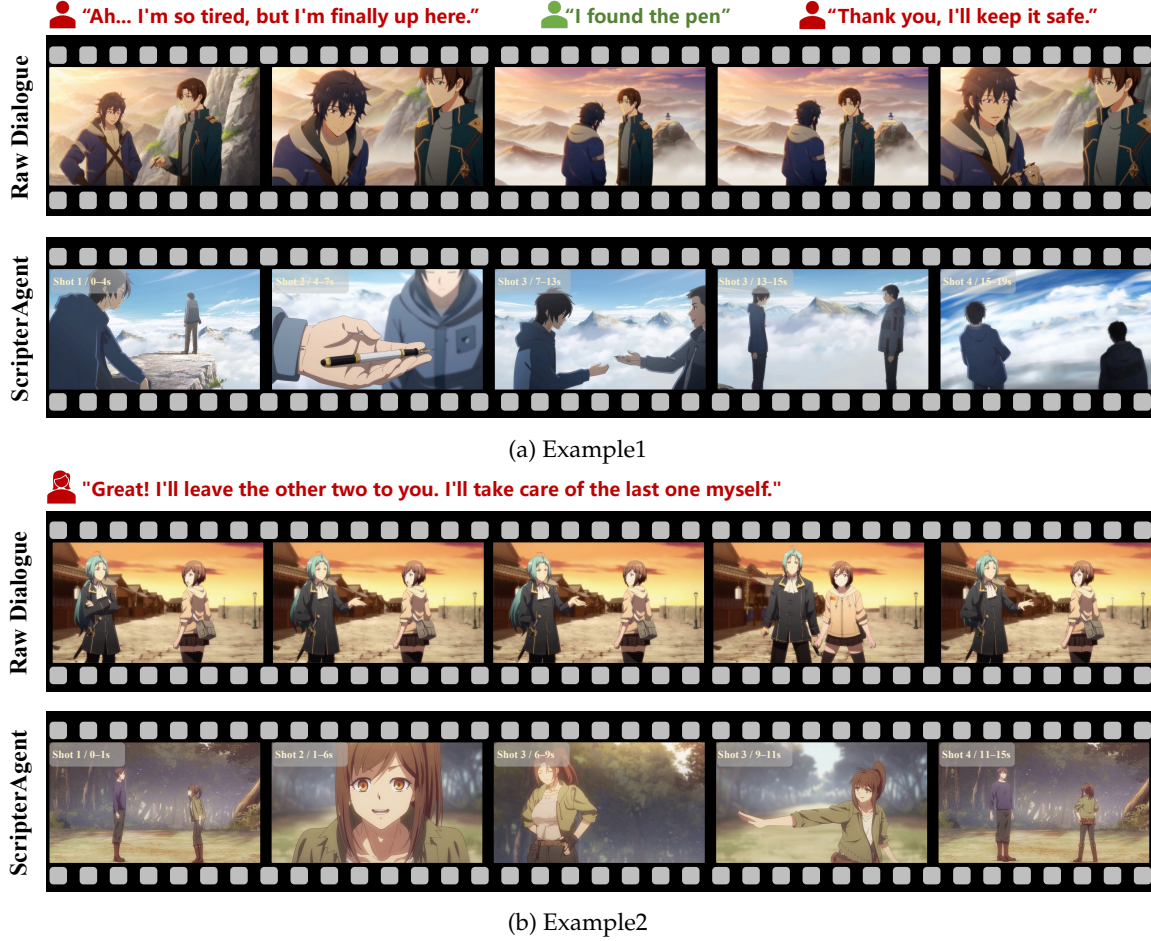 “Ah... I'm so tired, but I'm finally up here.” “I found the pen” “Thank you, I'll keep it safe.”
Raw Dialogue
ScripterAgent
Shot 1 / 0–4s Shot 2 / 4–7s Shot 3 / 7–13s Shot 3 / 13–15s Shot 4 / 15–19s
(a) Example1
"Great! I'll leave the other two to you. I'll take care of the last one myself."
Raw Dialogue
ScripterAgent
Shot 1 / 0–1s Shot 2 / 1–6s Shot 3 / 6–9s Shot 3 / 9–11s Shot 4 / 11–15s
(b) Example2